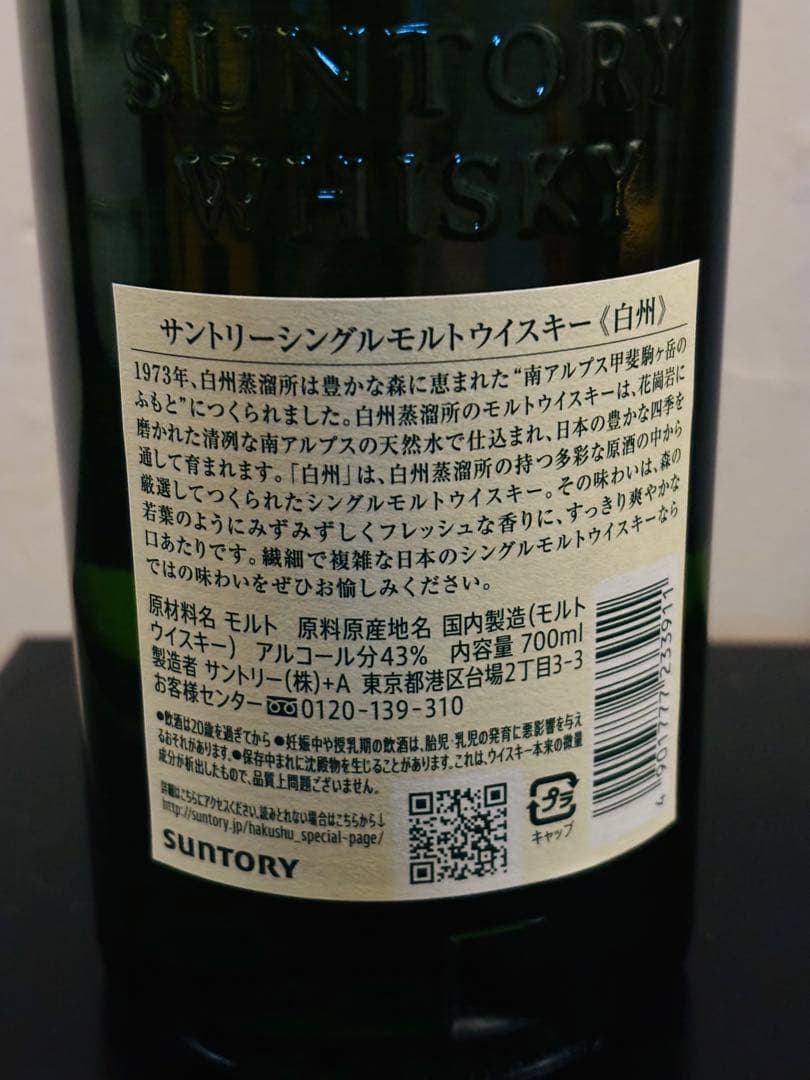 SUNTORY
WHISKY
サントリーシングルモルトウイスキー《白州》
1973年、白州蒸溜所は豊かな森に恵まれた“南アルプス甲斐駒ヶ岳の
ふもと”につくられました。白州蒸溜所のモルトウイスキーは、花崗岩に
磨かれた清冽な南アルプスの天然水で仕込まれ、日本の豊かな四季を
通して育まれます。「白州」は、白州蒸溜所の持つ多彩な原酒の中から
厳選してつくられたシングルモルトウイスキー。その味わいは、森の
若葉のようにみずみずしくフレッシュな香りに、すっきり爽やかな
口あたりです。繊細で複雑な日本のシングルモルトウイスキーなら
ではの味わいをぜひお愉しみください。
原材料名 モルト 原料原産地名 国内製造(モルト
ウイスキー) アルコール分43% 内容量 700ml
製造者 サントリー(株)+A 東京都港区台場2丁目3-3
お客様センター 0120-139-310
●飲酒は20歳を過ぎてから ●妊娠中や授乳期の飲酒は、胎児・乳児の発育に悪影響を与え
るおそれがあります。●保存中まれに沈殿物を生じることがあります。これは、ウイスキー本来の微量
成分が析出したもので、品質上問題ございません。
詳細はこちらにアクセスください。読みとれない場合はこちらから↓
http://suntory.jp/hakushu_special-page/
SUNTORY
プラ
キャップ
4901777233911